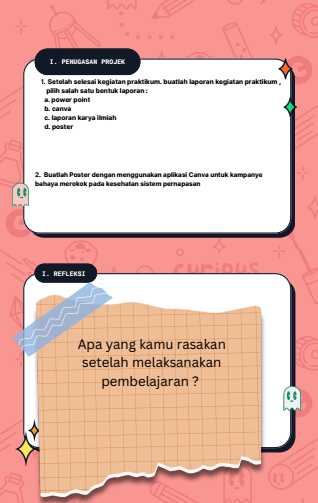 I. PENUGASAN PROJEK
1. Setelah selesai kegiatan praktikum. buatlah laporan kegiatan praktikum ,
pilih salah satu bentuk laporan :
a. power point
b. canva
c. laporan karya ilmiah
d. poster
2. Buatlah Poster dengan menggunakan aplikasi Canva untuk kampanye
bahaya merokok pada kesehatan sistem pernapasan
curious
I. REFLEKSI
Apa yang kamu rasakan
setelah melaksanakan
pembelajaran ?